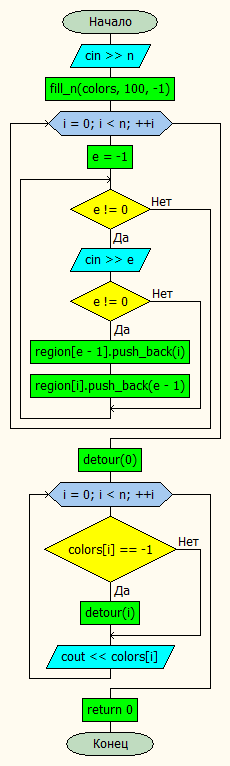 Начало
cin >> n
fill_n(colors, 100, -1)
i = 0; i < n; ++i
e = -1
e != 0
Нет
Да
cin >> e
e != 0
Нет
Да
region[e - 1].push_back(i)
region[i].push_back(e - 1)
detour(0)
i = 0; i < n; ++i
colors[i] == -1
Нет
Да
detour(i)
cout << colors[i]
return 0
Конец